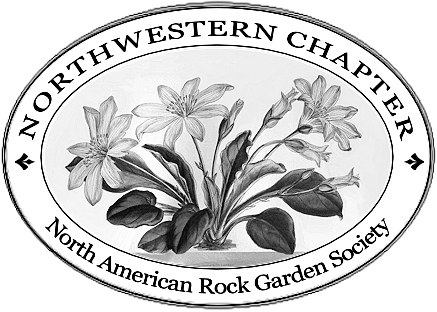 NORTHWESTERN CHAPTER
North American Rock Garden Society